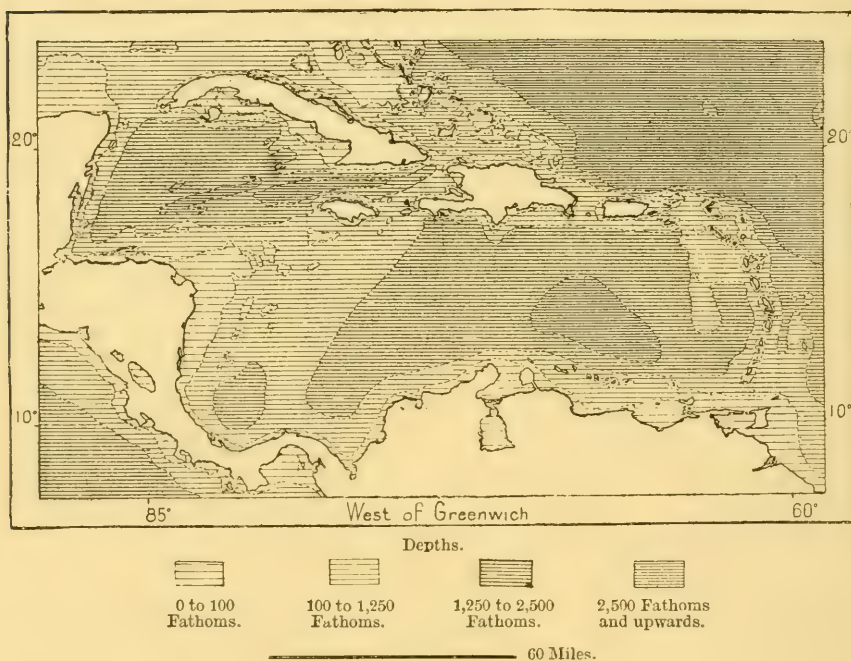 20°
20°
10°
10°
85°
West of Greenwich
60°
Depths.
0 to 100
Fathoms.
100 to 1,250
Fathoms.
1,250 to 2,500
Fathoms.
2,500 Fathoms
and upwards.
60 Miles.